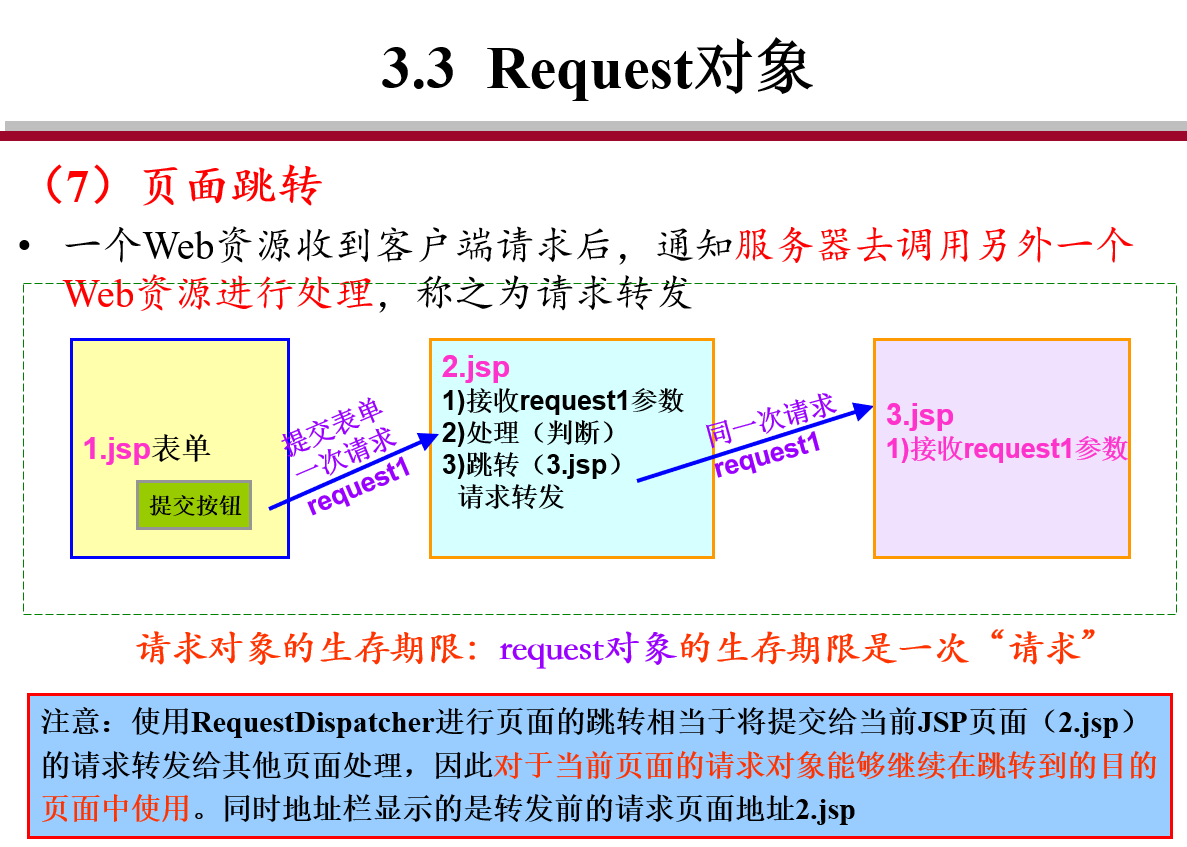 3.3 Request对象
（7）页面跳转
• 一个Web资源收到客户端请求后，通知服务器去调用另外一个
Web资源进行处理，称之为请求转发
1.jsp表单
提交按钮
提交表单
一次请求
request1
2.jsp
1)接收request1参数
2)处理（判断）
3)跳转（3.jsp）
请求转发
同一次请求
request1
3.jsp
1)接收request1参数
请求对象的生存期限：request对象的生存期限是一次“请求”
注意：使用RequestDispatcher进行页面的跳转相当于将提交给当前JSP页面（2.jsp）
的请求转发给其他页面处理，因此对于当前页面的请求对象能够继续在跳转到的目的
页面中使用。同时地址栏显示的是转发前的请求页面地址2.jsp